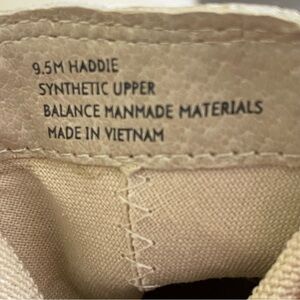 9.5M HADDIE
SYNTHETIC UPPER
BALANCE MANMADE MATERIALS
MADE IN VIETNAM